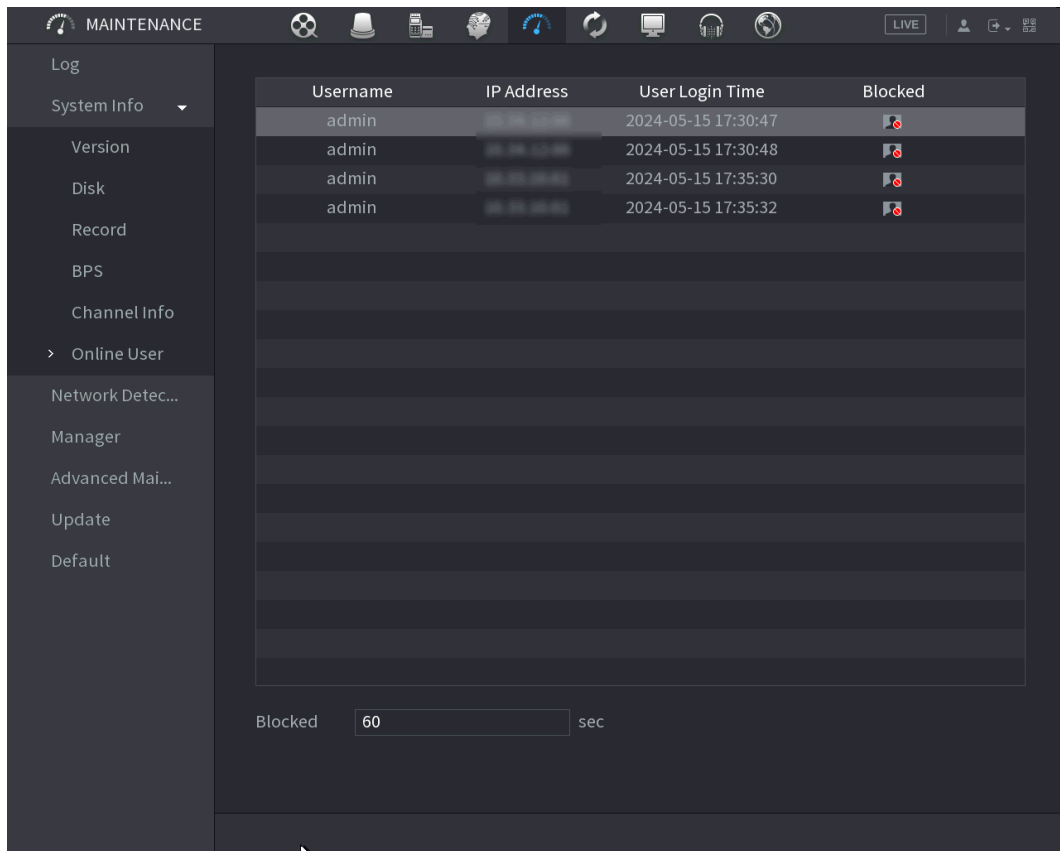 MAINTENANCE LIVE
Log
System Info
Version
Disk
Record
BPS
Channel Info
Online User
Network Detec...
Manager
Advanced Mai...
Update
Default
Username IP Address User Login Time Blocked
admin 2024-05-15 17:30:47
admin 2024-05-15 17:30:48
admin 2024-05-15 17:35:30
admin 2024-05-15 17:35:32
Blocked 60 sec